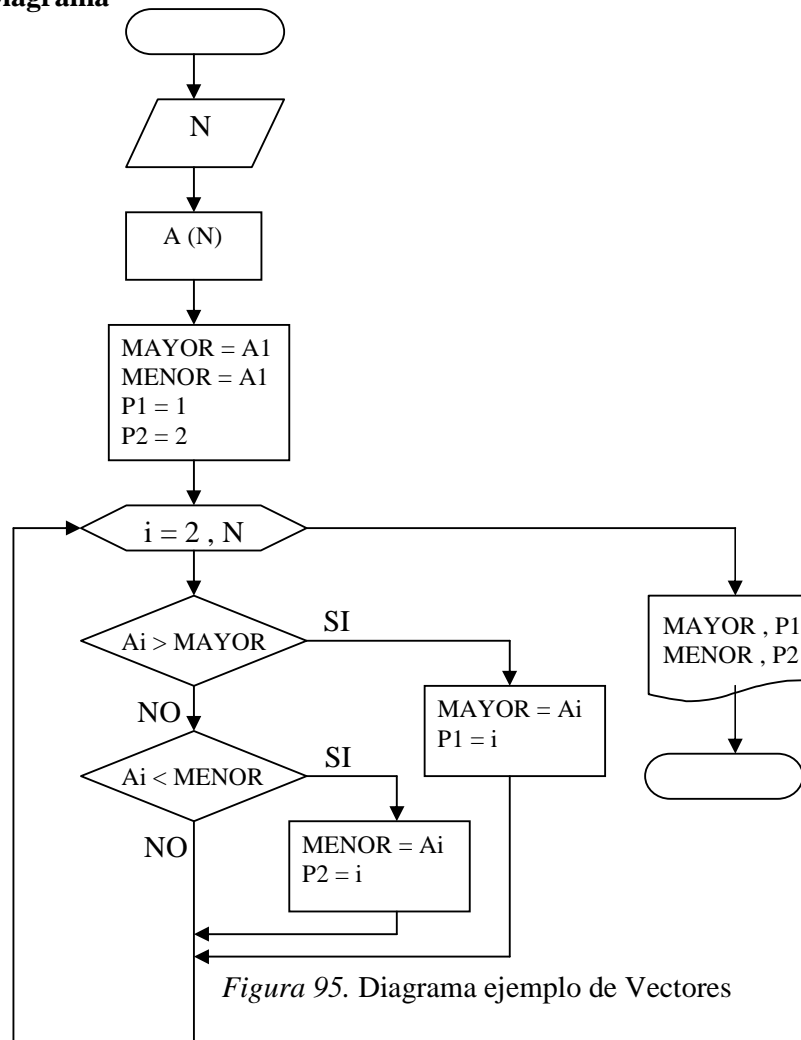 N
A (N)
MAYOR = A1
MENOR = A1
P1 = 1
P2 = 2
i = 2 , N
Ai > MAYOR
SI
NO
MAYOR = Ai
P1 = i
Ai < MENOR
SI
NO
MENOR = Ai
P2 = i
MAYOR , P1
MENOR , P2
Figura 95. Diagrama ejemplo de Vectores